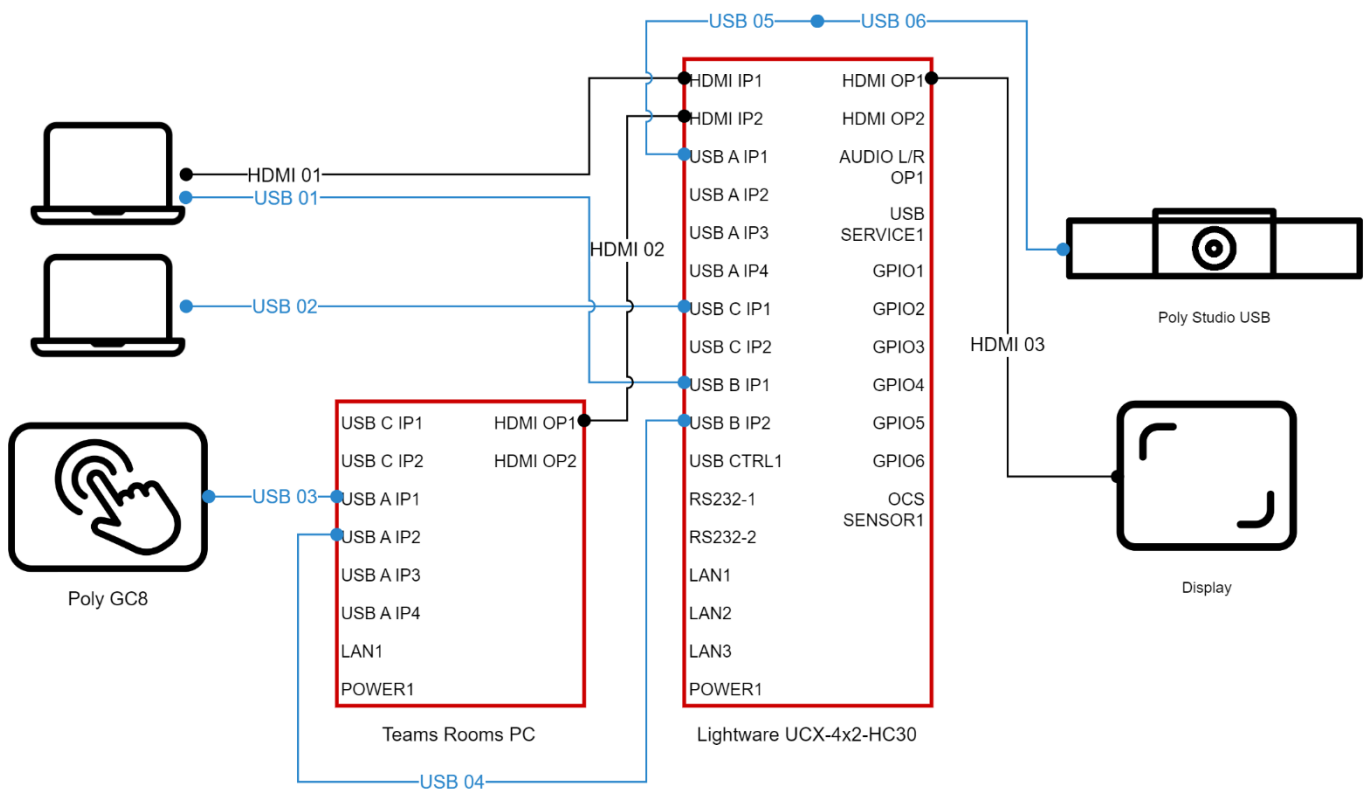 USB 05
USB 06
HDMI IP1
HDMI OP1
HDMI IP2
HDMI OP2
USB A IP1
AUDIO L/R
OP1
HDMI 01
USB 01
USB A IP2
USB
SERVICE1
USB A IP3
HDMI 02
USB A IP4
GPIO1
USB 02
USB C IP1
GPIO2
Poly Studio USB
USB C IP2
GPIO3
HDMI 03
USB B IP1
GPIO4
USB B IP2
GPIO5
USB CTRL1
GPIO6
RS232-1
OCS
SENSOR1
RS232-2
LAN1
LAN2
LAN3
POWER1
Display
USB C IP1
HDMI OP1
USB C IP2
HDMI OP2
USB 03
USB A IP1
USB A IP2
USB A IP3
USB A IP4
LAN1
POWER1
Poly GC8
Teams Rooms PC
Lightware UCX-4x2-HC30
USB 04